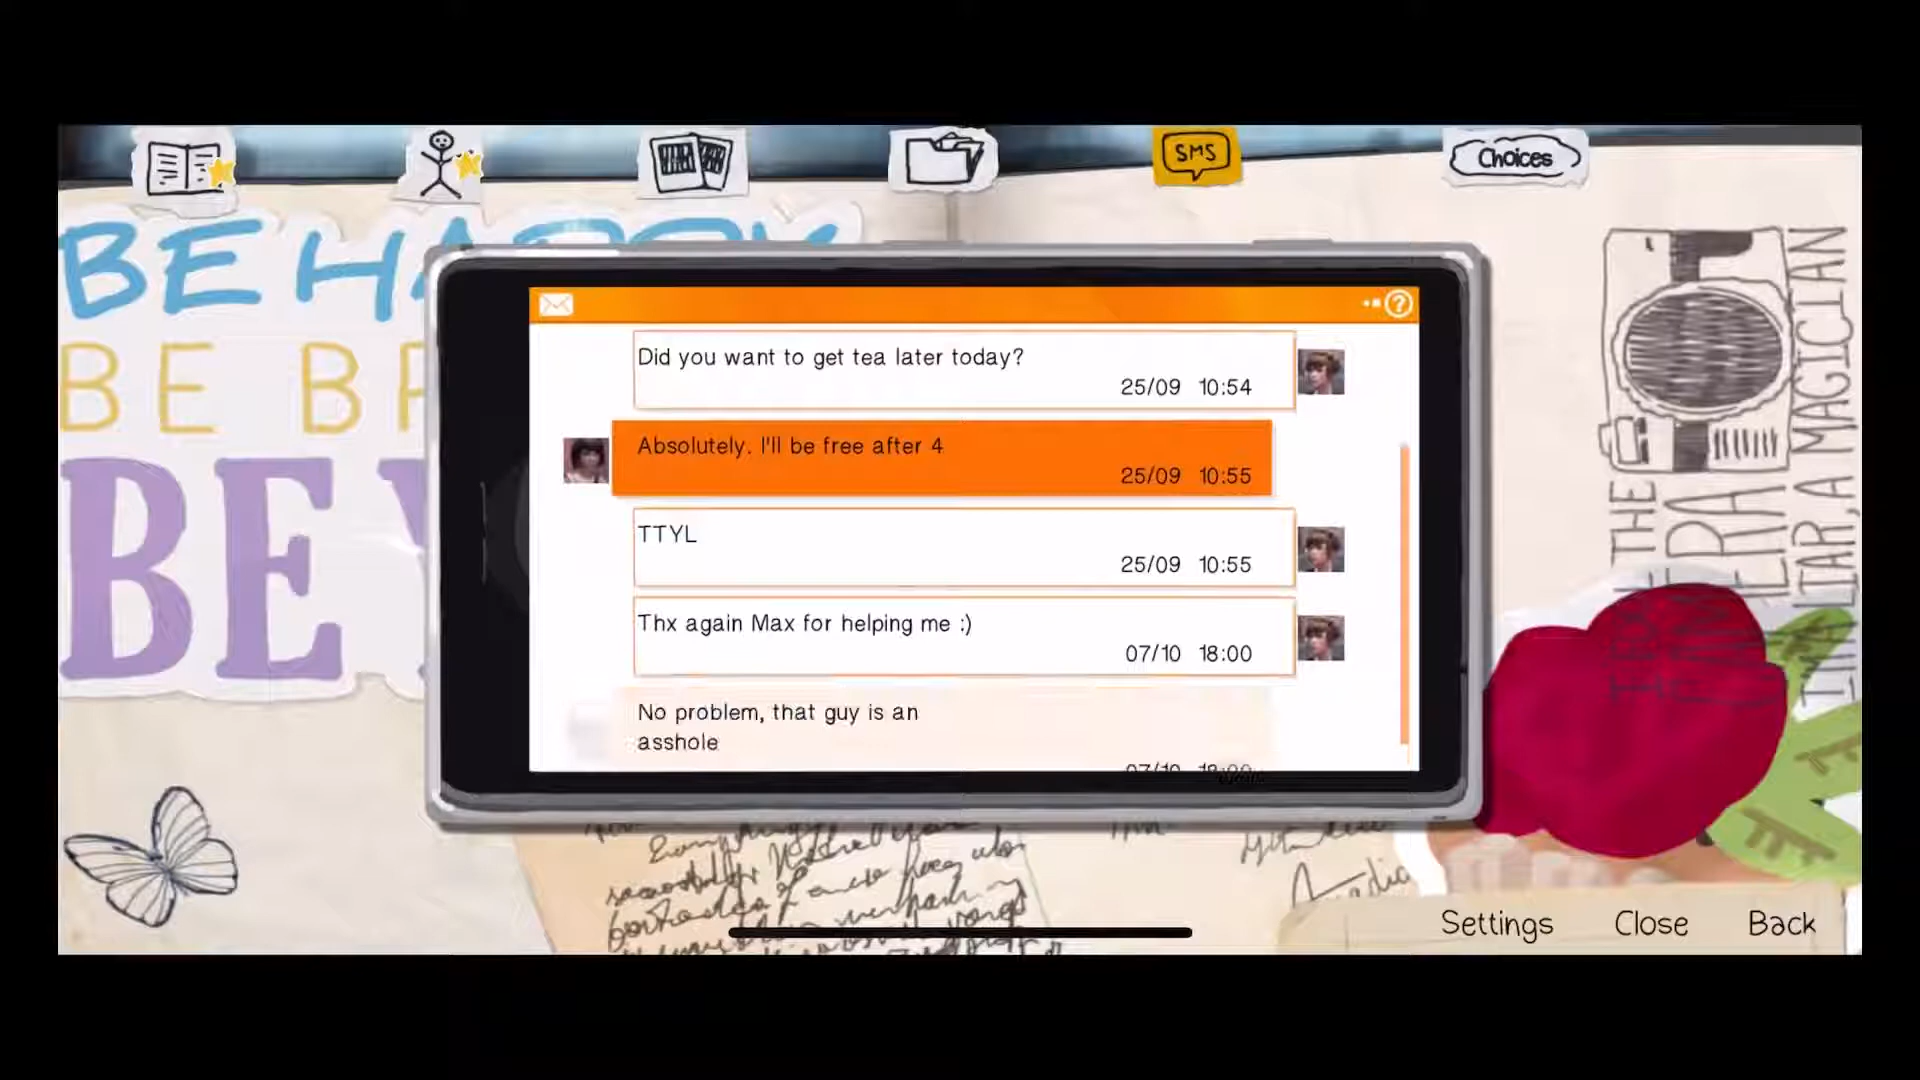 SMS
Choices
BE HAPPY
BE BR
BE
?
Did you want to get tea later today?
25/09 10:54
Absolutely. I'll be free after 4
25/09 10:55
TTYL
25/09 10:55
Thx again Max for helping me :)
07/10 18:00
No problem, that guy is an
asshole
A MAGICIAN
LIAR,
THE
Settings Close Back